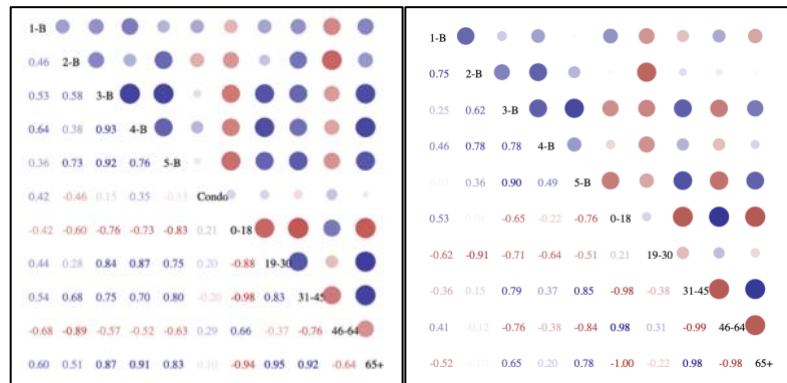 1-B
0.46 2-B
0.53 0.58 3-B
0.64 0.38 0.93 4-B
0.36 0.73 0.92 0.76 5-B
0.42 -0.46 0.15 0.35 Condo
-0.42 -0.60 -0.76 -0.73 -0.83 0.21 0-18
0.44 0.28 0.84 0.87 0.75 0.20 -0.88 19-30
0.54 0.68 0.75 0.70 0.80 -0.20 -0.98 0.83 31-45
-0.68 -0.89 -0.57 -0.52 -0.63 0.29 0.66 -0.37 -0.76 46-64
0.60 0.51 0.87 0.91 0.83 0.10 -0.94 0.95 0.92 -0.64 65+
1-B
0.75 2-B
0.25 0.62 3-B
0.46 0.78 0.78 4-B
0.36 0.90 0.49 5-B
0.53 -0.65 -0.22 -0.76 0-18
-0.62 -0.91 -0.71 -0.64 -0.51 0.21 19-30
-0.36 0.15 0.79 0.37 0.85 -0.98 -0.38 31-45
0.41 -0.12 -0.76 -0.38 -0.84 0.98 0.31 -0.99 46-64
-0.52 0.65 0.20 0.78 -1.00 -0.22 0.98 -0.98 65+